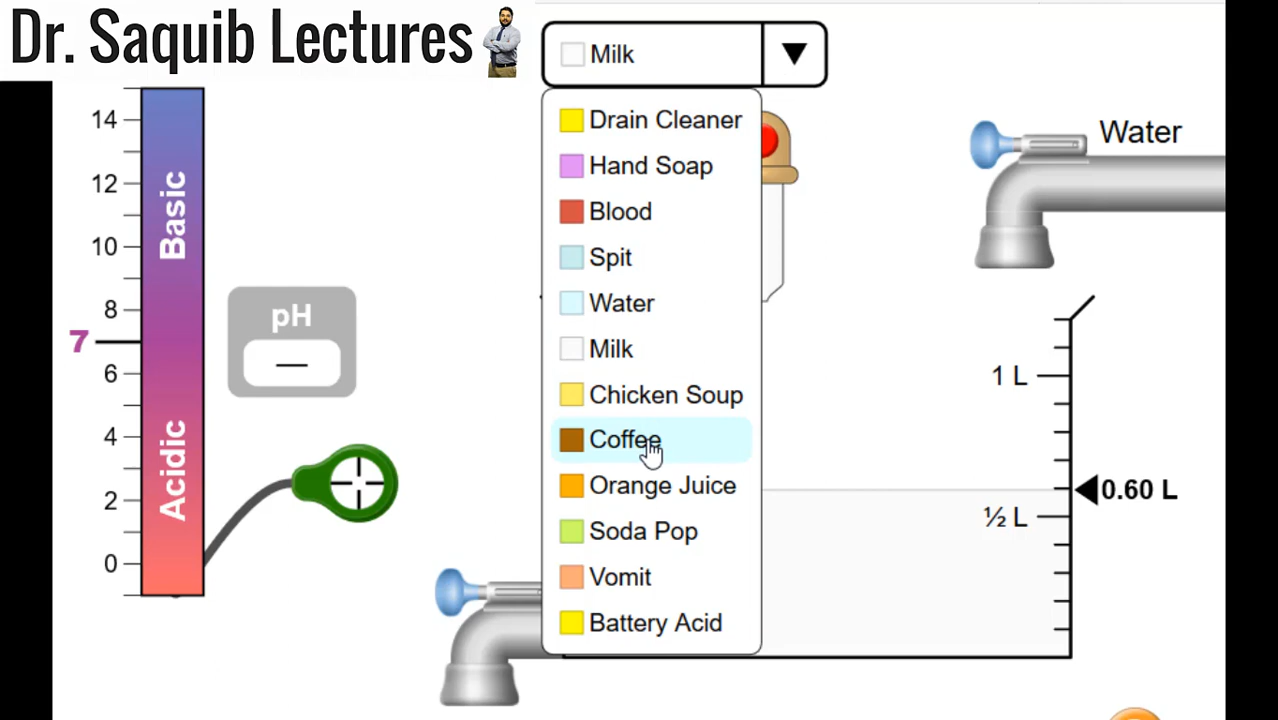 Dr. Saquib Lectures
Milk
Water
14
12
10
8
7
6
4
2
0
Basic
Acidic
pH
—
Drain Cleaner
Hand Soap
Blood
Spit
Water
Milk
Chicken Soup
Coffee
Orange Juice
Soda Pop
Vomit
Battery Acid
1 L
0.60 L
½ L